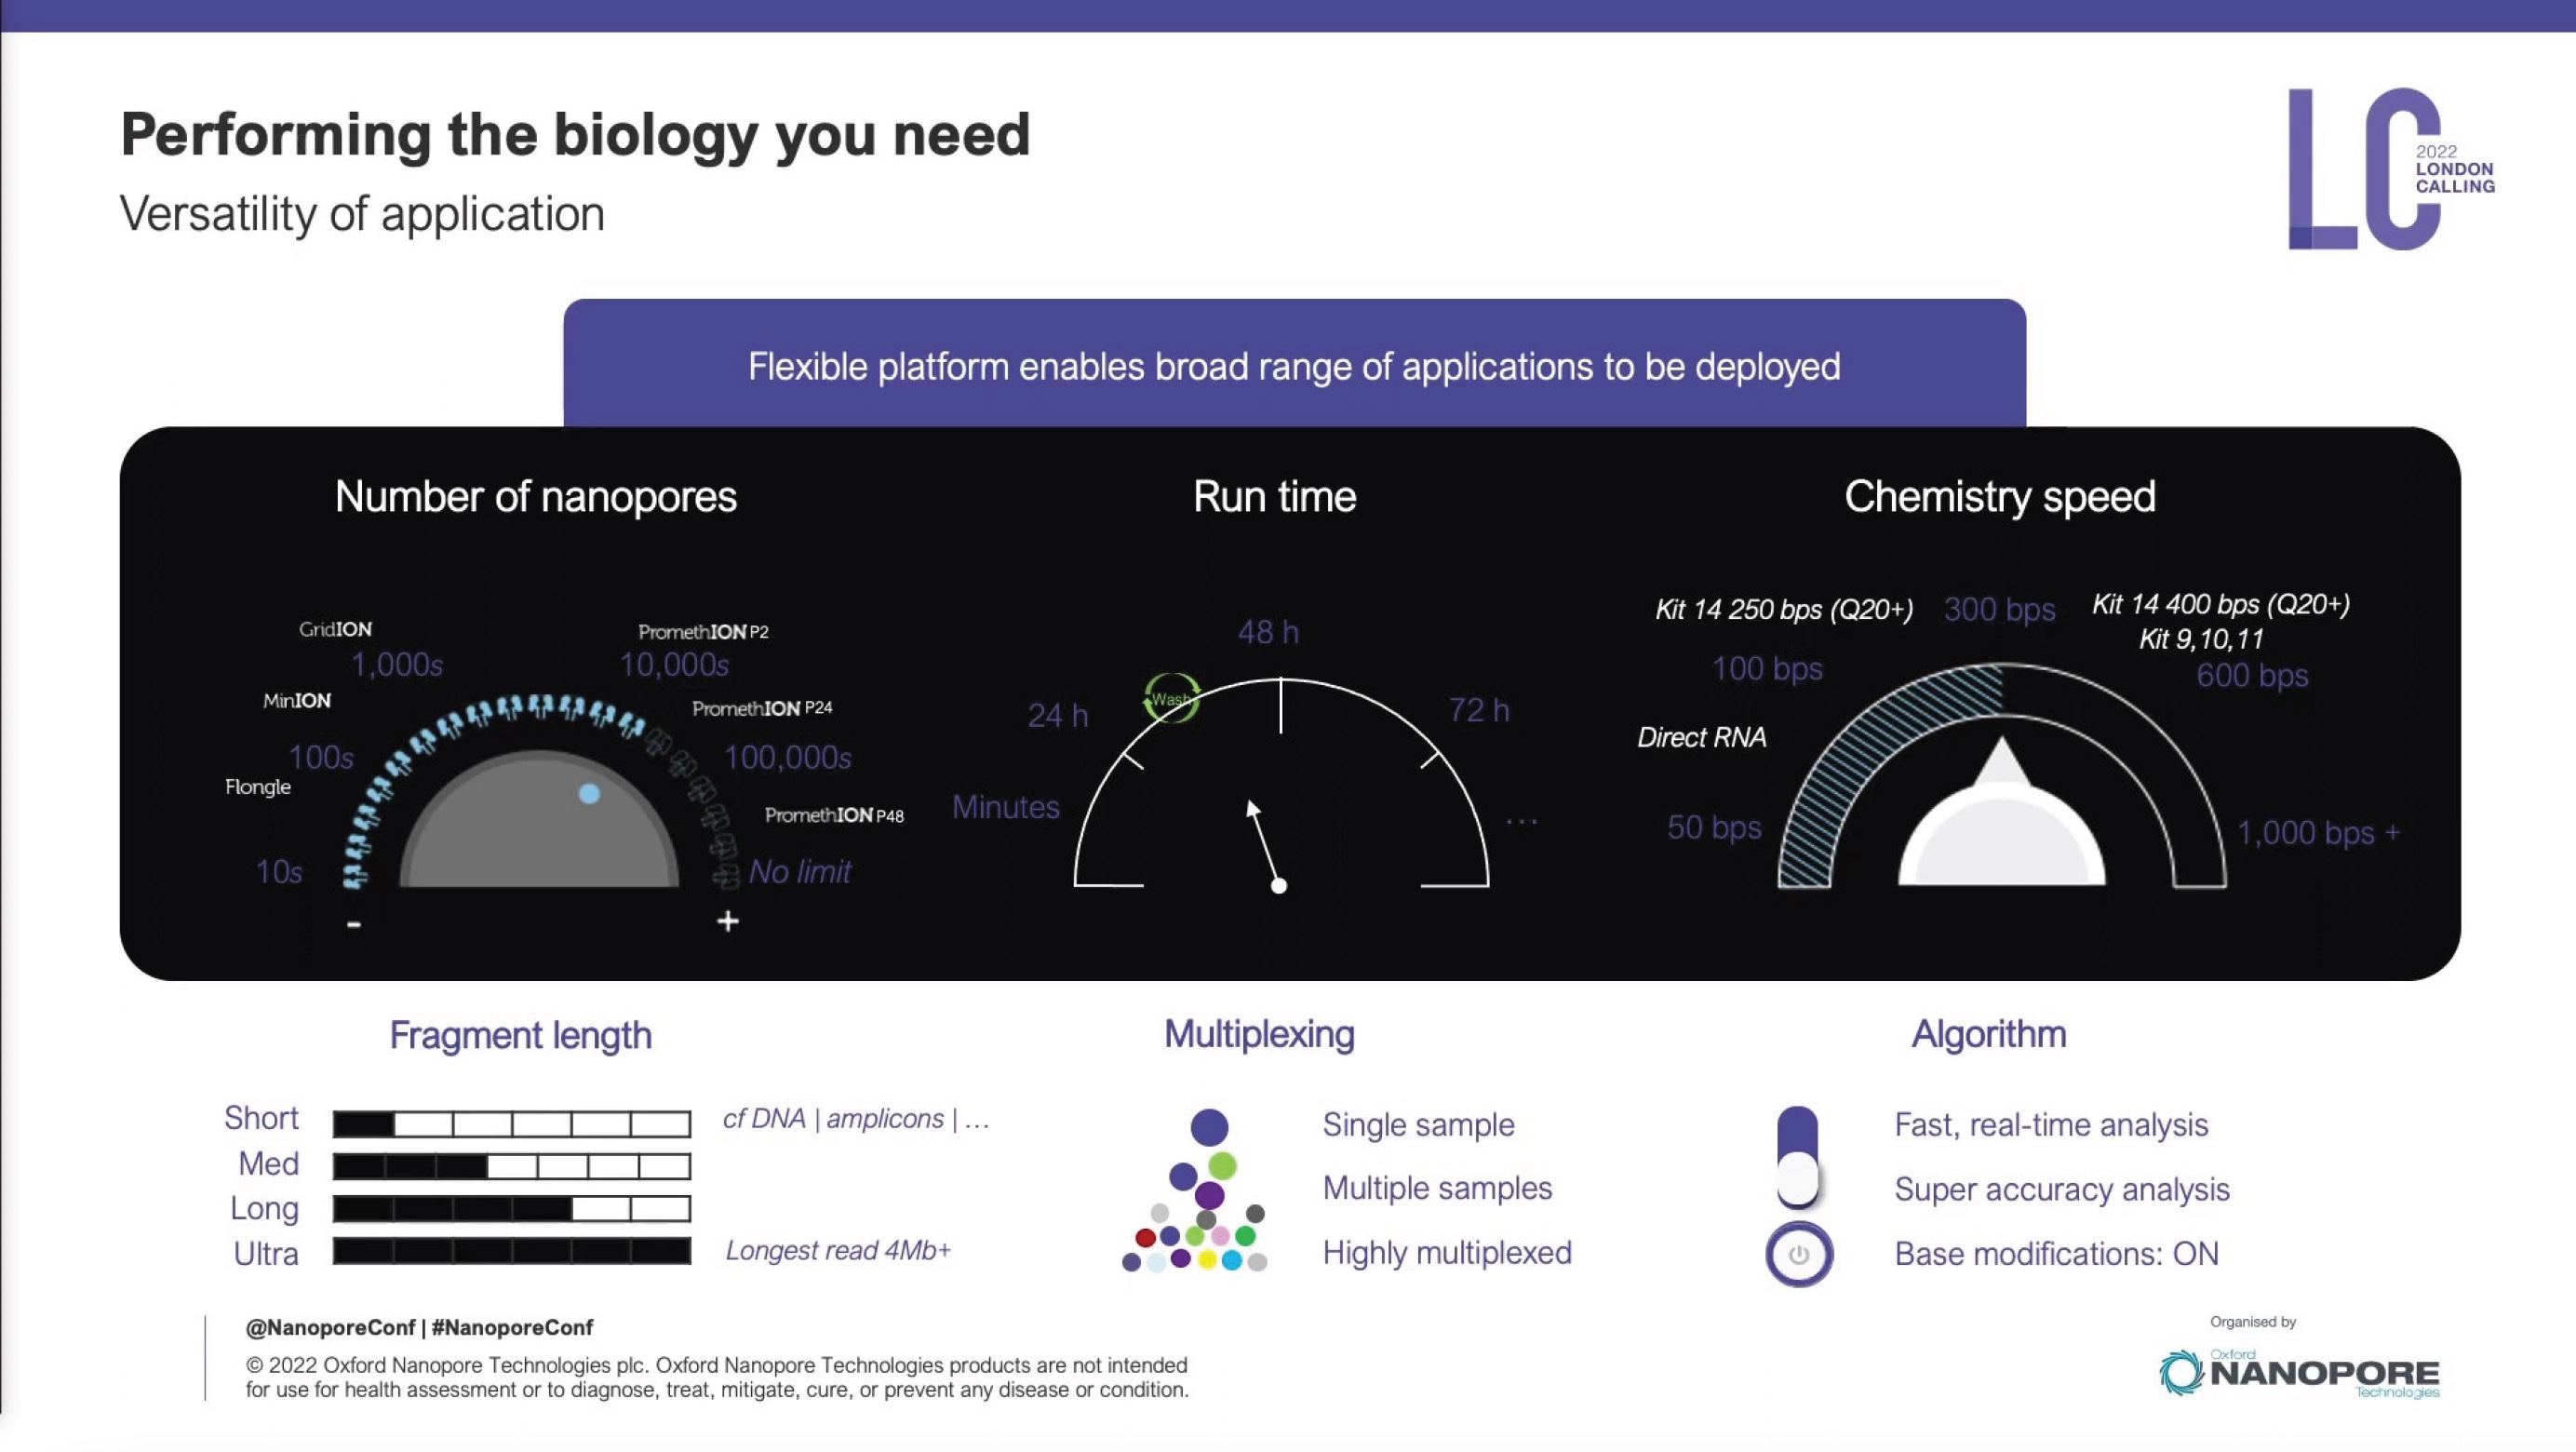 Performing the biology you need
Versatility of application
2022
LONDON
CALLING
Flexible platform enables broad range of applications to be deployed
Number of nanopores
GridION
1,000s
PromethION P2
10,000s
MinION
PromethION P24
100s
100,000s
Flongle
PromethION P48
10s
No limit
-
+
Run time
48 h
Wash
24 h
72 h
Minutes
...
Chemistry speed
Kit 14 250 bps (Q20+)
300 bps
Kit 14 400 bps (Q20+)
Kit 9,10,11
100 bps
600 bps
Direct RNA
50 bps
1,000 bps +
Fragment length
Short
cf DNA | amplicons | ...
Med
Long
Ultra
Longest read 4Mb+
Multiplexing
Single sample
Multiple samples
Highly multiplexed
Algorithm
Fast, real-time analysis
Super accuracy analysis
Base modifications: ON
@NanoporeConf | #NanoporeConf
© 2022 Oxford Nanopore Technologies plc. Oxford Nanopore Technologies products are not intended
for use for health assessment or to diagnose, treat, mitigate, cure, or prevent any disease or condition.
Organised by
Oxford
NANOPORE
Technologies